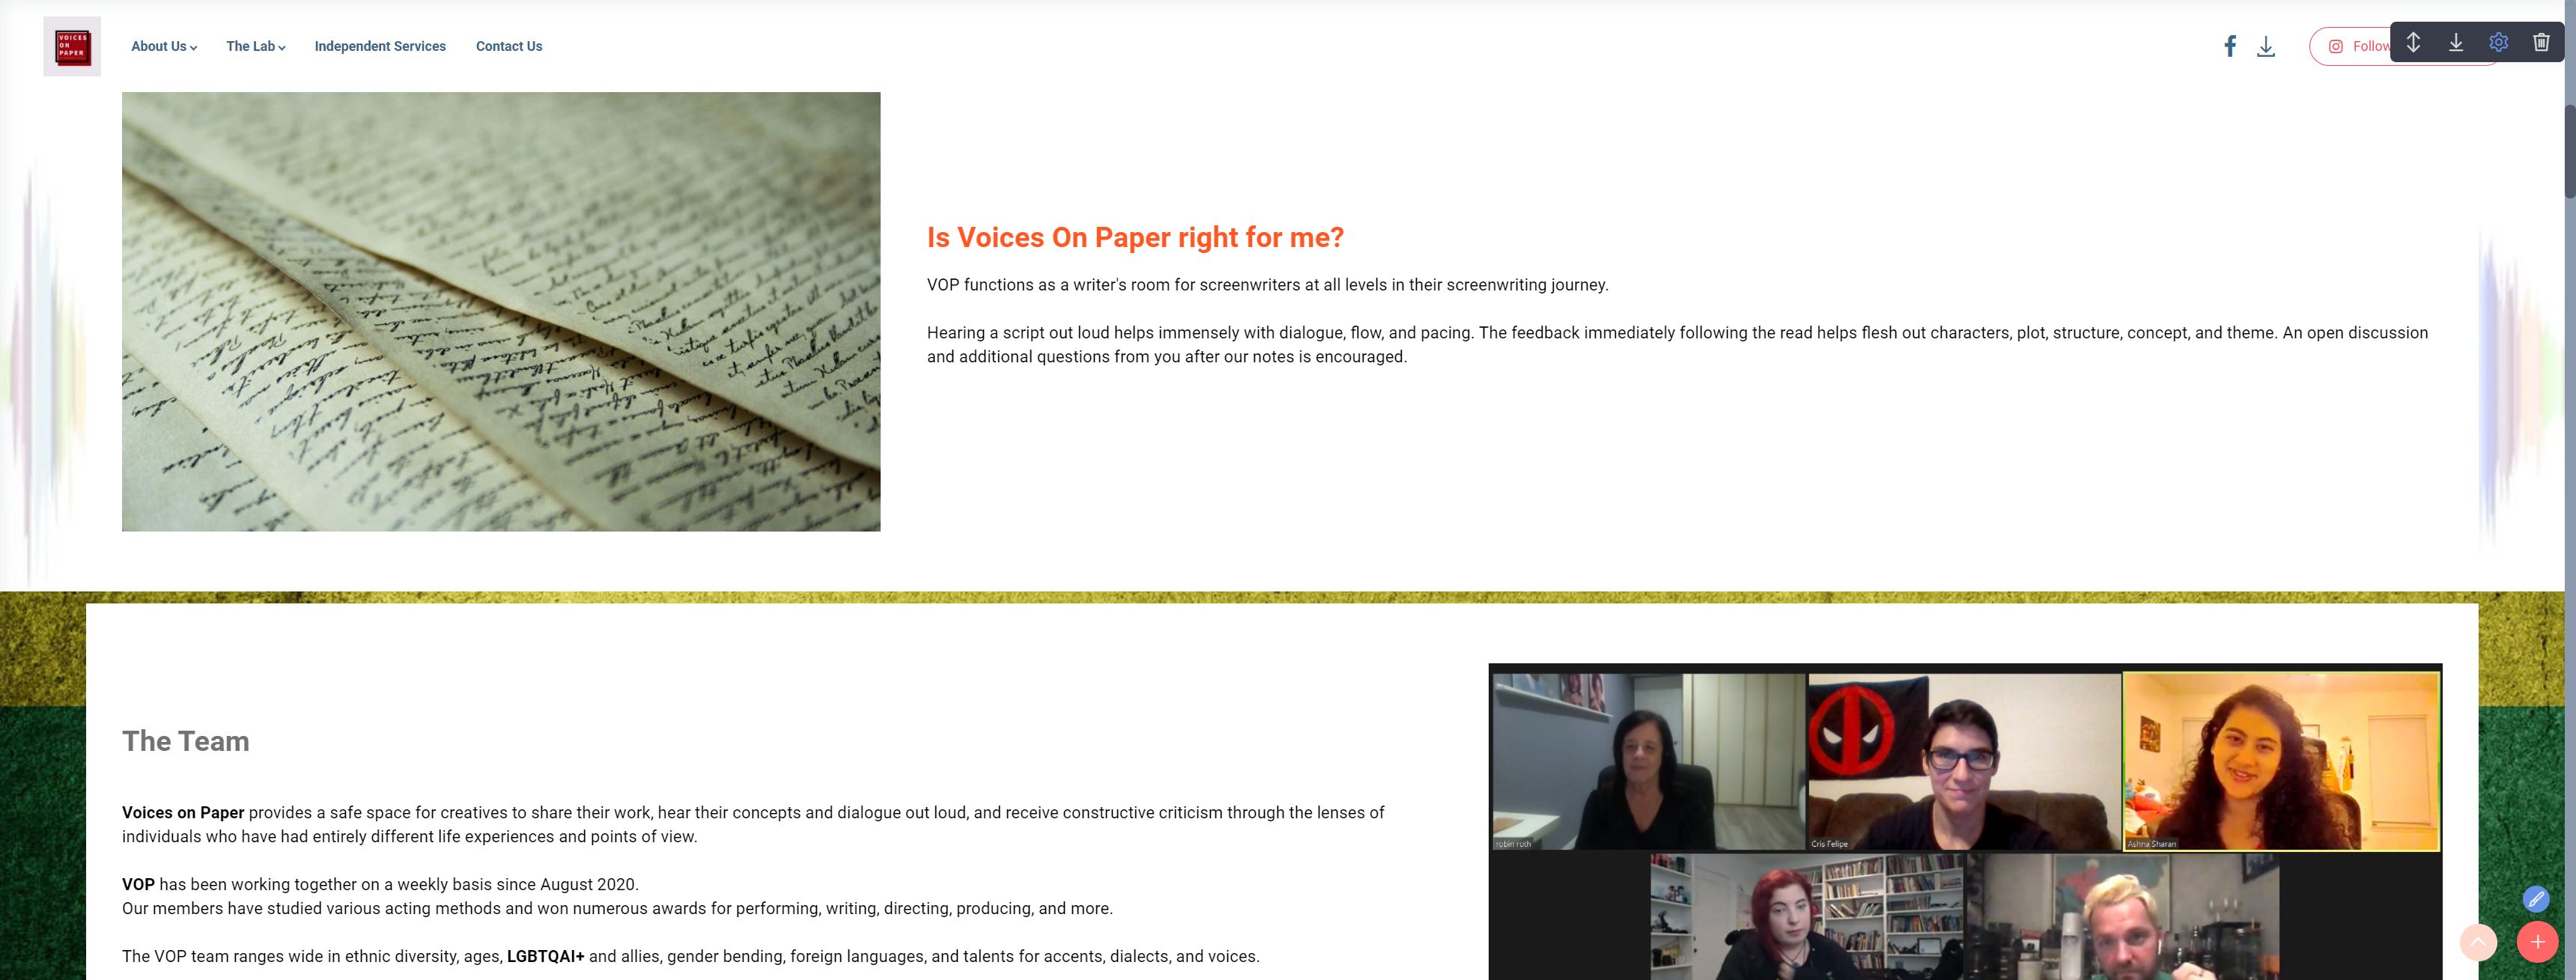 VOICES
ON
PAPER
About Us
The Lab
Independent Services
Contact Us
Follow
Is Voices On Paper right for me?
VOP functions as a writer's room for screenwriters at all levels in their screenwriting journey.
Hearing a script out loud helps immensely with dialogue, flow, and pacing. The feedback immediately following the read helps flesh out characters, plot, structure, concept, and theme. An open discussion
and additional questions from you after our notes is encouraged.
The Team
Voices on Paper provides a safe space for creatives to share their work, hear their concepts and dialogue out loud, and receive constructive criticism through the lenses of
individuals who have had entirely different life experiences and points of view.
VOP has been working together on a weekly basis since August 2020.
Our members have studied various acting methods and won numerous awards for performing, writing, directing, producing, and more.
The VOP team ranges wide in ethnic diversity, ages, LGBTQAI+ and allies, gender bending, foreign languages, and talents for accents, dialects, and voices.
robin roth
Cris Felipe
Ashna Sharan